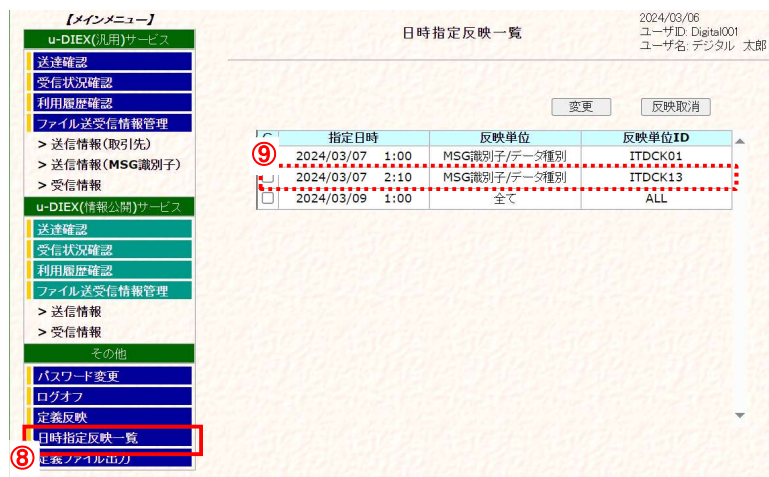 【メインメニュー】
u-DIEX(汎用)サービス
送達確認
受信状況確認
利用履歴確認
ファイル送受信情報管理
> 送信情報(取引先)
> 送信情報(MSG識別子)
> 受信情報
u-DIEX(情報公開)サービス
送達確認
受信状況確認
利用履歴確認
ファイル送受信情報管理
> 送信情報
> 受信情報
その他
パスワード変更
ログオフ
定義反映
日時指定反映一覧
⑧
定義ファイル出力
日時指定反映一覧
2024/03/06
ユーザID: Digital001
ユーザ名: デジタル 太郎
変更 反映取消
指定日時 反映単位 反映単位ID
⑨
2024/03/07 1:00 MSG識別子/データ種別 ITDCK01
2024/03/07 2:10 MSG識別子/データ種別 ITDCK13
2024/03/09 1:00 全て ALL